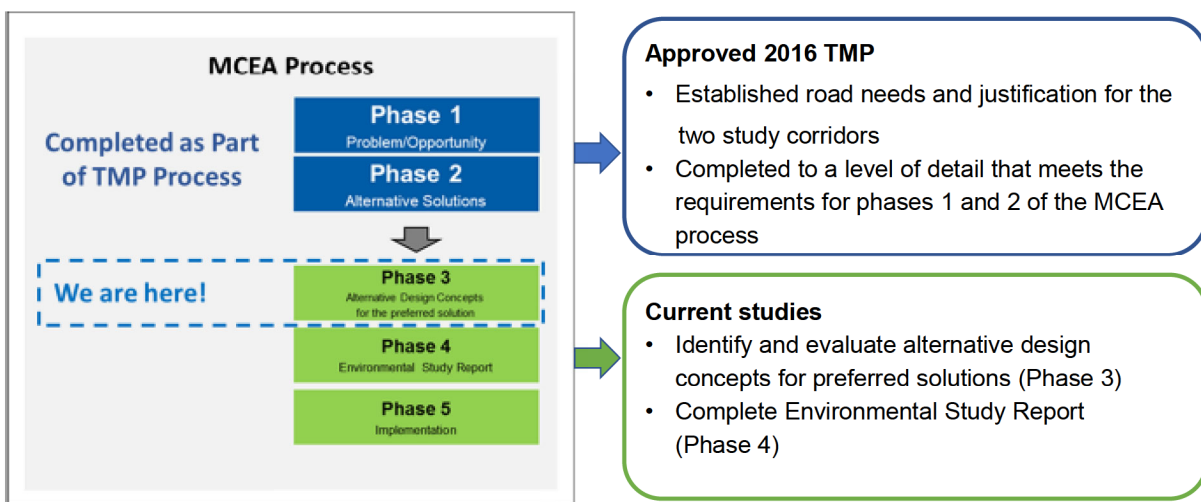 MCEA Process
Completed as Part
of TMP Process
Phase 1
Problem/Opportunity
Phase 2
Alternative Solutions
We are here!
Phase 3
Alternative Design Concepts
for the preferred solution
Phase 4
Environmental Study Report
Phase 5
Implementation
Approved 2016 TMP
• Established road needs and justification for the
two study corridors
• Completed to a level of detail that meets the
requirements for phases 1 and 2 of the MCEA
process
Current studies
• Identify and evaluate alternative design
concepts for preferred solutions (Phase 3)
• Complete Environmental Study Report
(Phase 4)